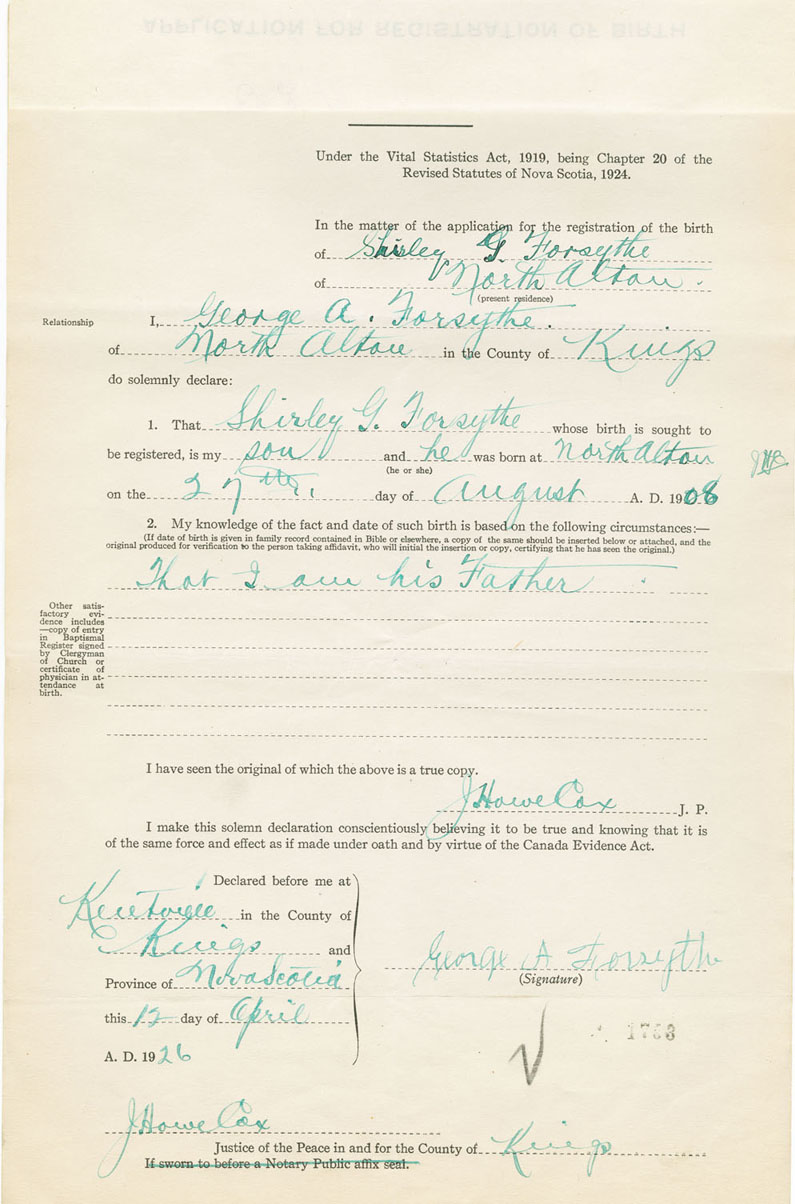 APPLICATION FOR REGISTRATION OF BIRTH
Under the Vital Statistics Act, 1919, being Chapter 20 of the
Revised Statutes of Nova Scotia, 1924.
In the matter of the application for the registration of the birth
of Shirley G. Forsythe
of North Alton.
(present residence)
Relationship I, George A. Forsythe.
of North Alton in the County of Kings
do solemnly declare:
1. That Shirley G. Forsythe whose birth is sought to
be registered, is my son and he was born at North Alton
(he or she)
on the 27th. day of August A. D. 1908
2. My knowledge of the fact and date of such birth is based on the following circumstances:—
(If date of birth is given in family record contained in Bible or elsewhere, a copy of the same should be inserted below or attached, and the
original produced for verification to the person taking affidavit, who will initial the insertion or copy, certifying that he has seen the original.)
That I am his Father
Other satis-
factory evi-
dence includes
—copy of entry
in Baptismal
Register signed
by Clergyman
of Church or
certificate of
physician in at-
tendance at
birth.
I have seen the original of which the above is a true copy.
J Howe Cox J. P.
I make this solemn declaration conscientiously believing it to be true and knowing that it is
of the same force and effect as if made under oath and by virtue of the Canada Evidence Act.
Declared before me at
Kentville in the County of
Kings and
Province of Nova Scotia
this 12 day of April
A. D. 1926
George A Forsythe
(Signature)
J Howe Cox
Justice of the Peace in and for the County of Kings
If sworn to before a Notary Public affix seal.